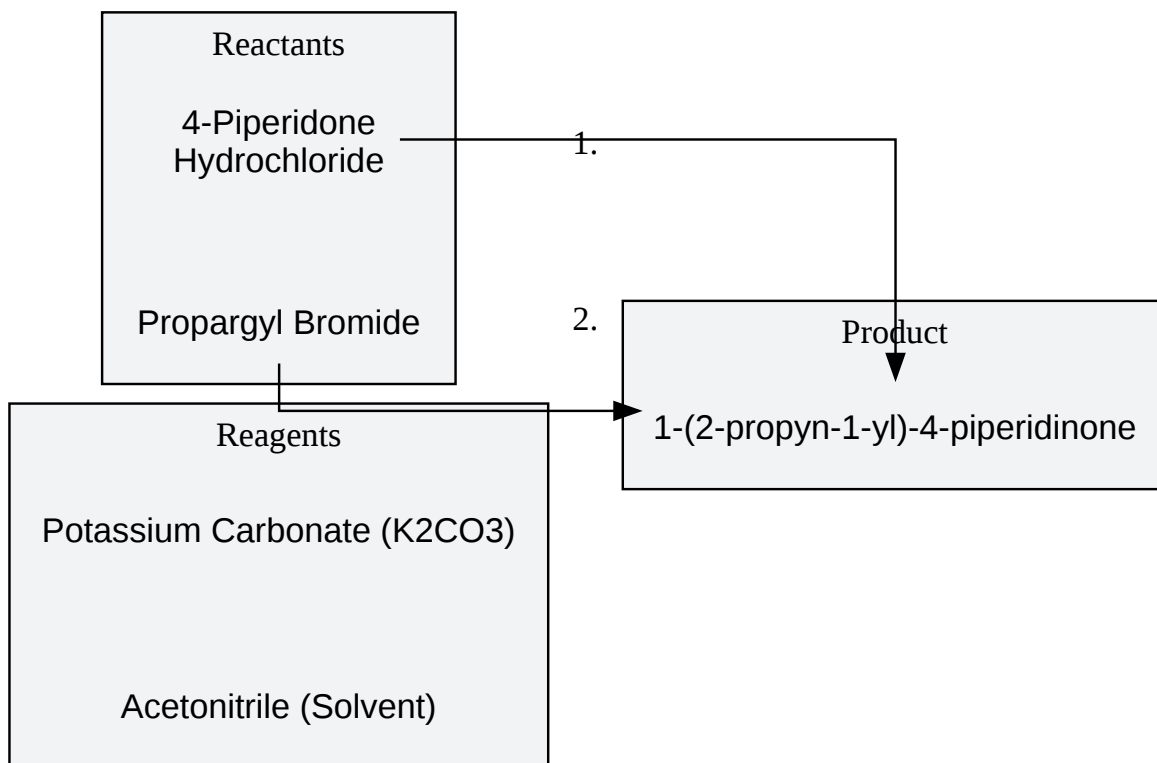 Reactants
4-Piperidone
Hydrochloride
1.
Propargyl Bromide
2.
Product
1-(2-propyn-1-yl)-4-piperidinone
Reagents
Potassium Carbonate (K2CO3)
Acetonitrile (Solvent)